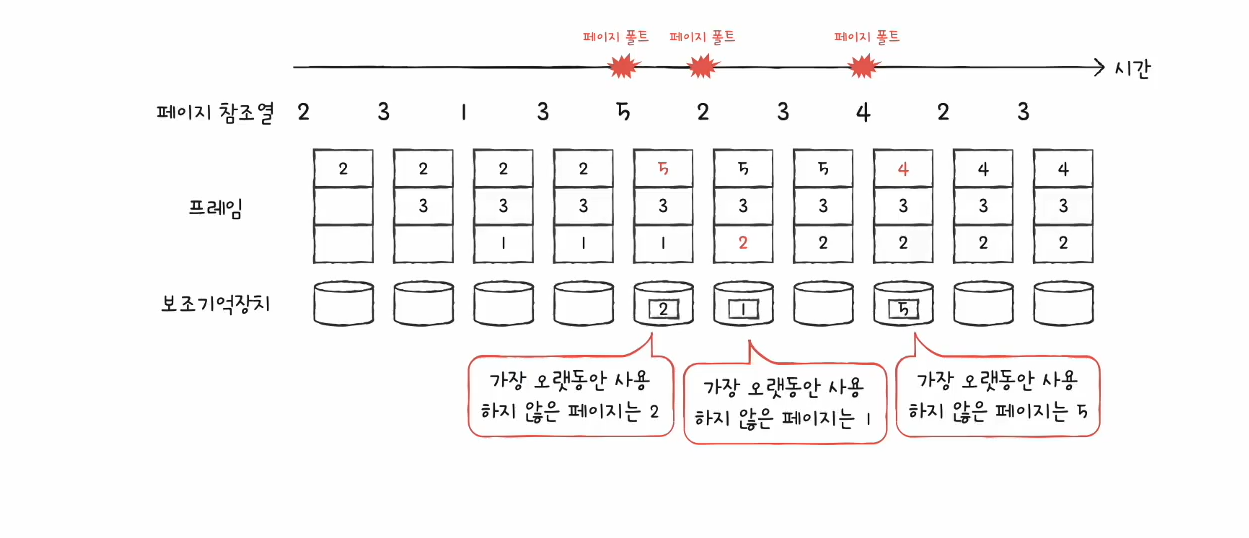 페이지 폴트 페이지 폴트 페이지 폴트
시간
페이지 참조열 2 3 1 3 5 2 3 4 2 3
2 2 2 2 5 5 5 4 4 4
프레임 3 3 3 3 3 3 3 3 3
1 1 1 2 2 2 2 2
보조기억장치 2 1 5
가장 오랫동안 사용
하지 않은 페이지는 2
가장 오랫동안 사용
하지 않은 페이지는 1
가장 오랫동안 사용
하지 않은 페이지는 5